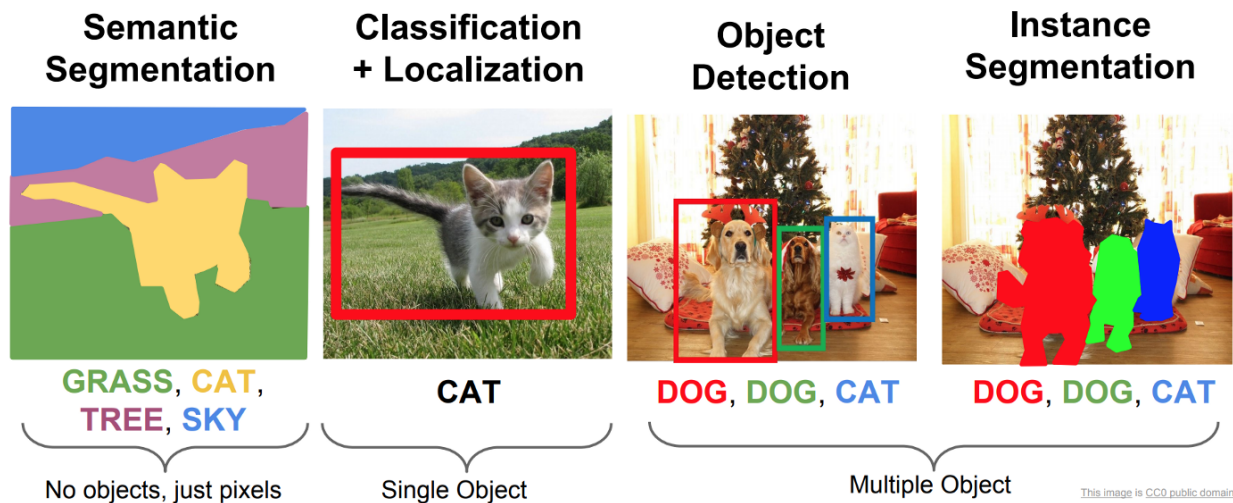 Semantic
Segmentation
Classification
+ Localization
Object
Detection
Instance
Segmentation
GRASS, CAT,
TREE, SKY
CAT
DOG, DOG, CAT
DOG, DOG, CAT
No objects, just pixels
Single Object
Multiple Object
This image is CC0 public domain